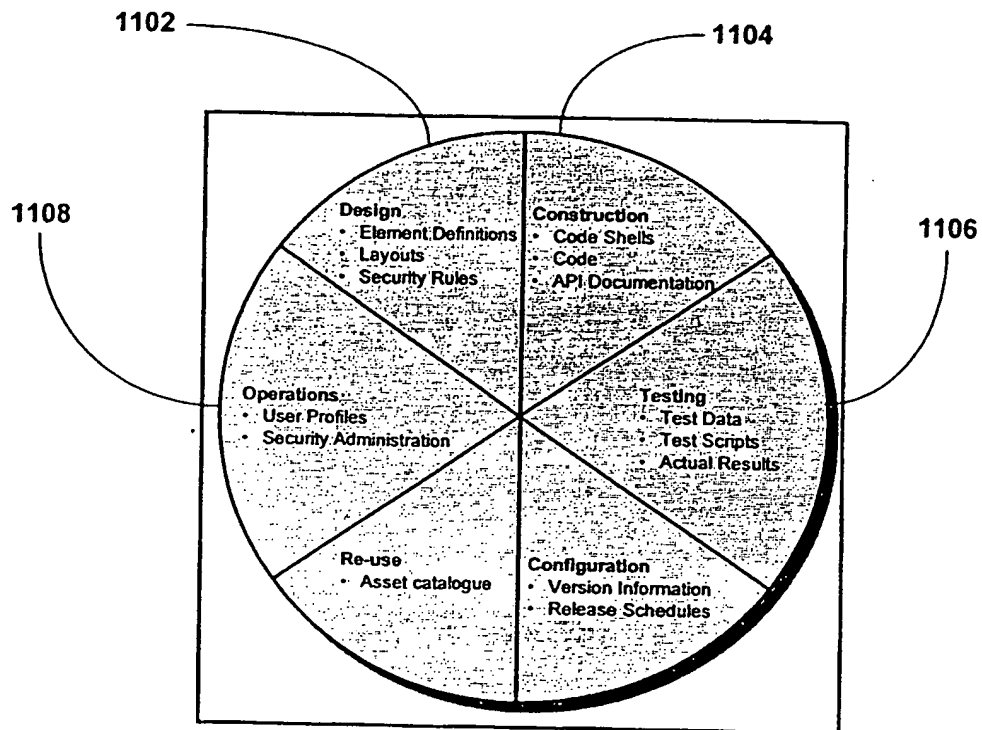 1102
1104
1108
1106
Design
• Element Definitions
• Layouts
• Security Rules
Construction
• Code Shells
• Code
• API Documentation
Operations
• User Profiles
• Security Administration
Testing
• Test Data
• Test Scripts
• Actual Results
Re-use
• Asset catalogue
Configuration
• Version Information
• Release Schedules